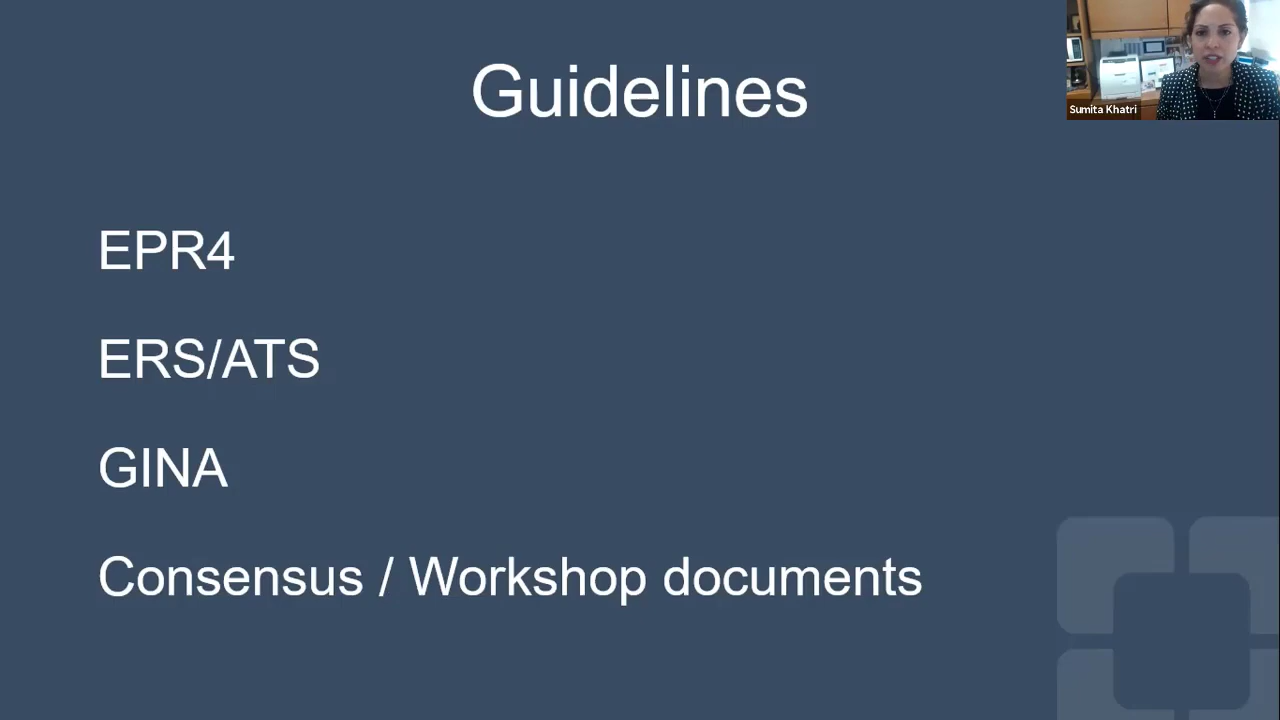 Guidelines
Sumita Khatri
EPR4
ERS/ATS
GINA
Consensus / Workshop documents